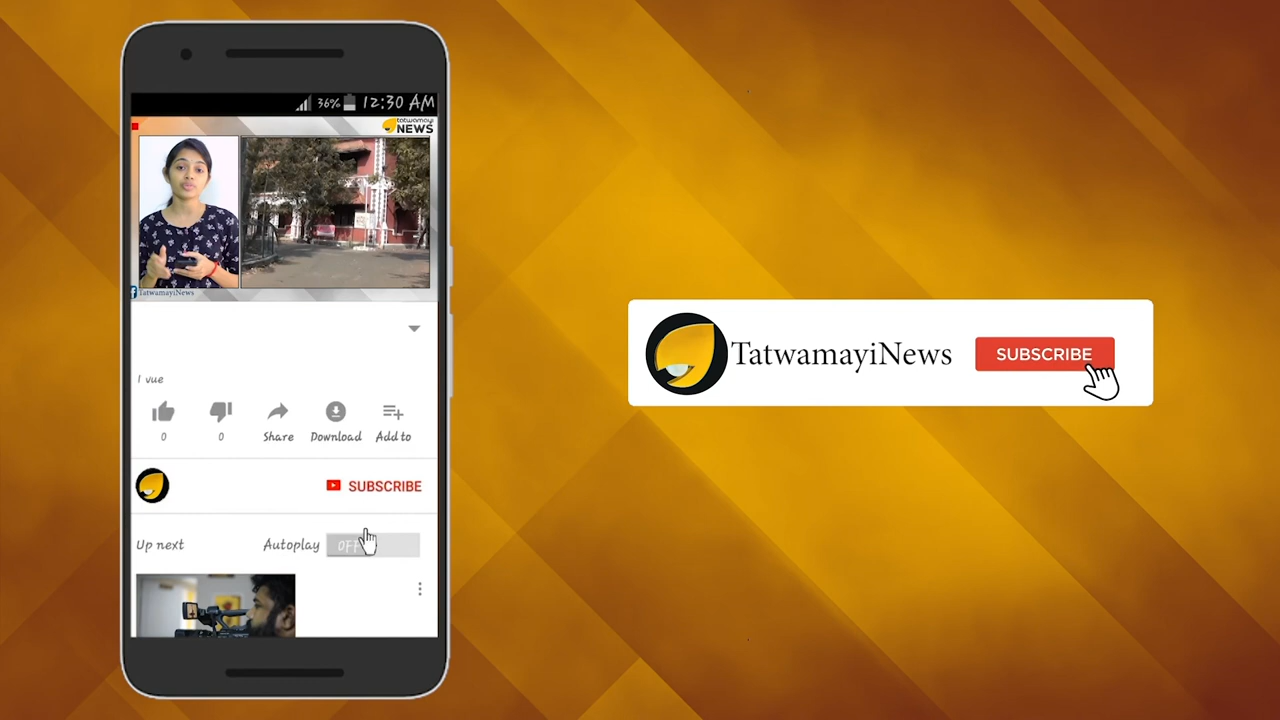 36% 12:30 AM
tatwamayi
NEWS
TatwamayiNews
1 vue
0 0 Share Download Add to
SUBSCRIBE
Up next Autoplay OFF
TatwamayiNews SUBSCRIBE